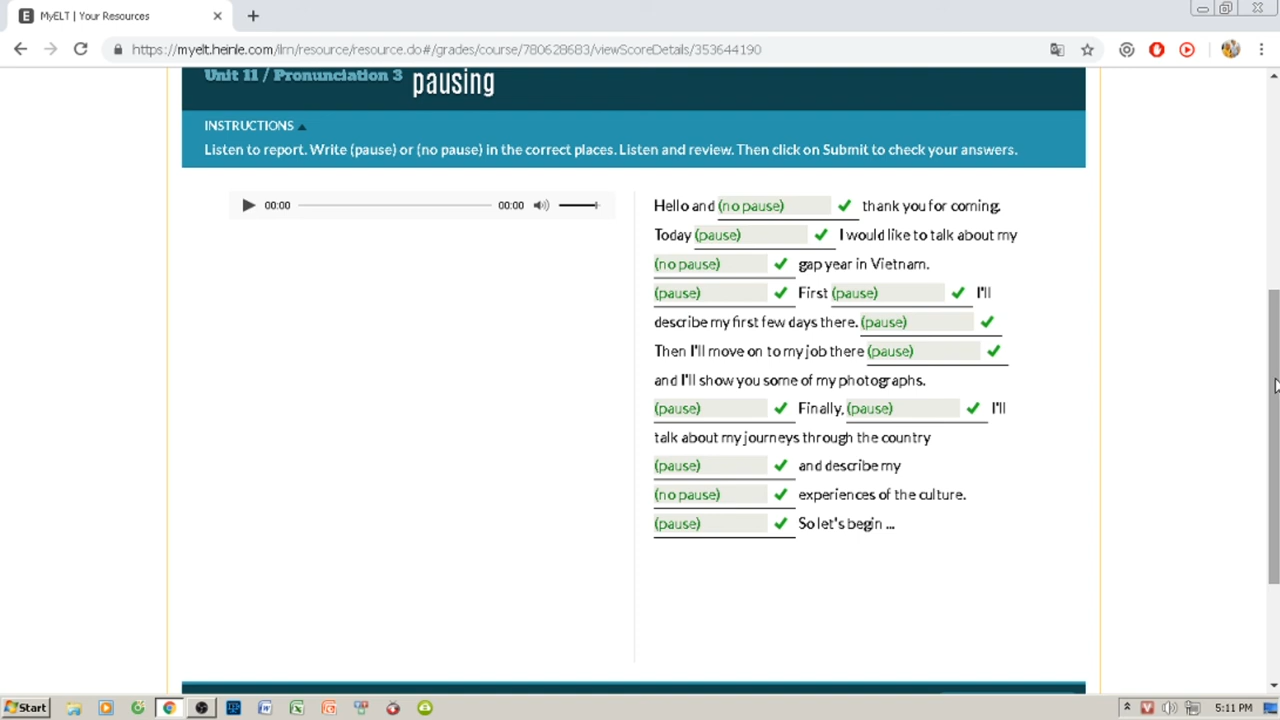 MyELT | Your Resources
https://myelt.heinle.com/ilrn/resource/resource.do#/grades/course/780628683/viewScoreDetails/353644190
Unit 11 / Pronunciation 3 pausing
INSTRUCTIONS
Listen to report. Write (pause) or (no pause) in the correct places. Listen and review. Then click on Submit to check your answers.
00:00 00:00
Hello and (no pause) thank you for coming.
Today (pause) I would like to talk about my
(no pause) gap year in Vietnam.
(pause) First (pause) I'll
describe my first few days there. (pause)
Then I'll move on to my job there (pause)
and I'll show you some of my photographs.
(pause) Finally, (pause) I'll
talk about my journeys through the country
(pause) and describe my
(no pause) experiences of the culture.
(pause) So let's begin ...
Start
5:11 PM